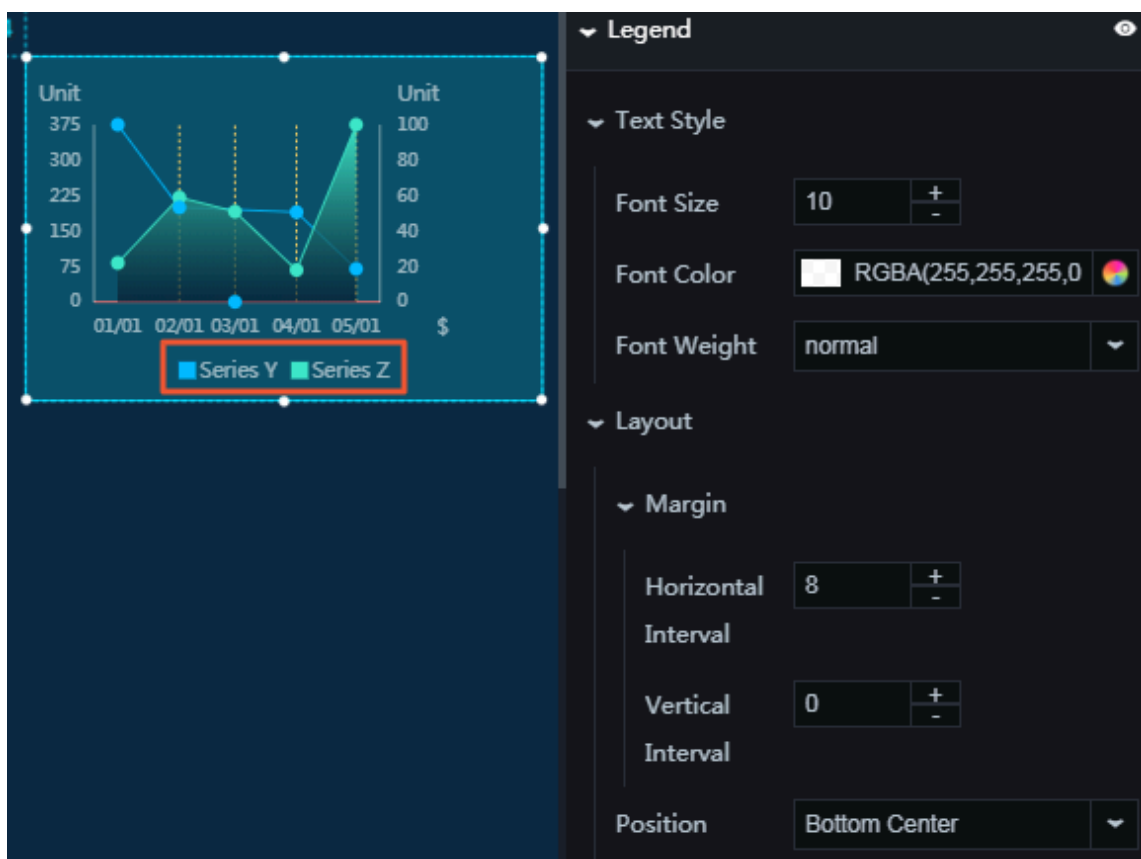 Unit Unit
375 100
300 80
225 60
150 40
75 20
0 0
01/01 02/01 03/01 04/01 05/01 $
Series Y Series Z
Legend
Text Style
Font Size 10 + -
Font Color RGBA(255,255,255,0
Font Weight normal
Layout
Margin
Horizontal 8 + -
Interval
Vertical 0 + -
Interval
Position Bottom Center